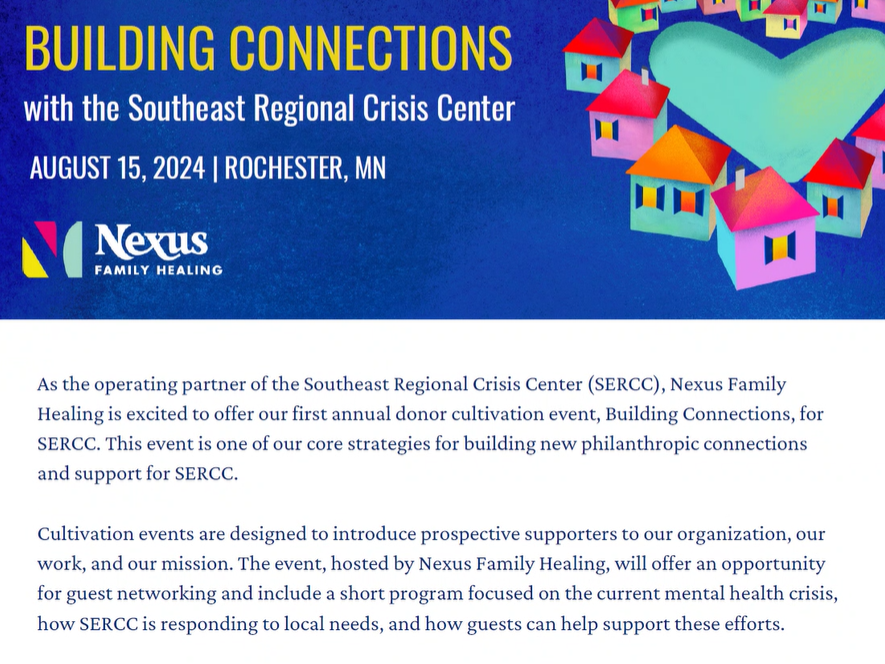 BUILDING CONNECTIONS
with the Southeast Regional Crisis Center
AUGUST 15, 2024 | ROCHESTER, MN
Nexus
FAMILY HEALING
As the operating partner of the Southeast Regional Crisis Center (SERCC), Nexus Family
Healing is excited to offer our first annual donor cultivation event, Building Connections, for
SERCC. This event is one of our core strategies for building new philanthropic connections
and support for SERCC.
Cultivation events are designed to introduce prospective supporters to our organization, our
work, and our mission. The event, hosted by Nexus Family Healing, will offer an opportunity
for guest networking and include a short program focused on the current mental health crisis,
how SERCC is responding to local needs, and how guests can help support these efforts.